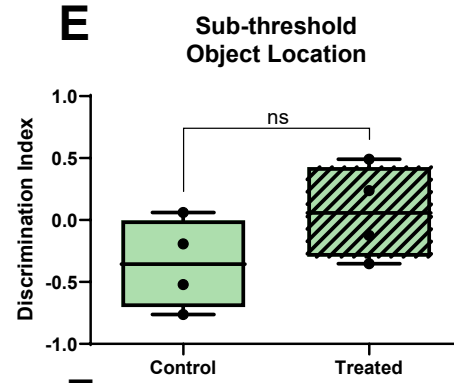 E
Sub-threshold
Object Location
1.0
ns
0.5
0.0
-0.5
-1.0
Discrimination Index
Control Treated